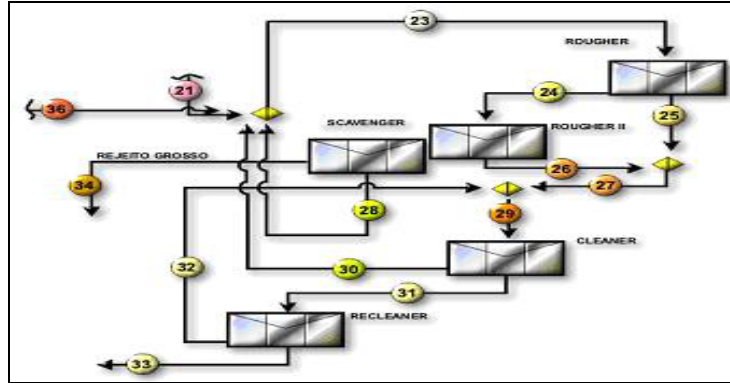 23
ROUGHER
21
24
36
25
SCAVENGER
ROUGHER II
REJEITO GROSSO
26
27
34
28
29
CLEANER
32
30
31
RECLEANER
33